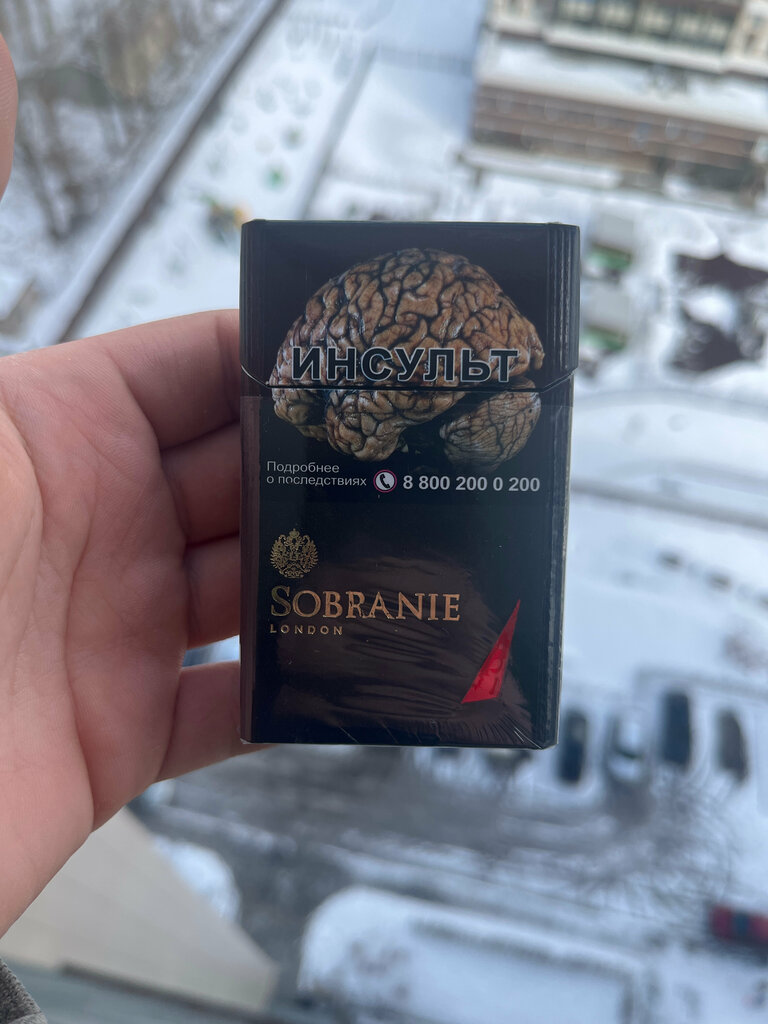 ИНСУЛЬТ
Подробнее
о последствиях 8 800 200 0 200
SOBRANIE
LONDON